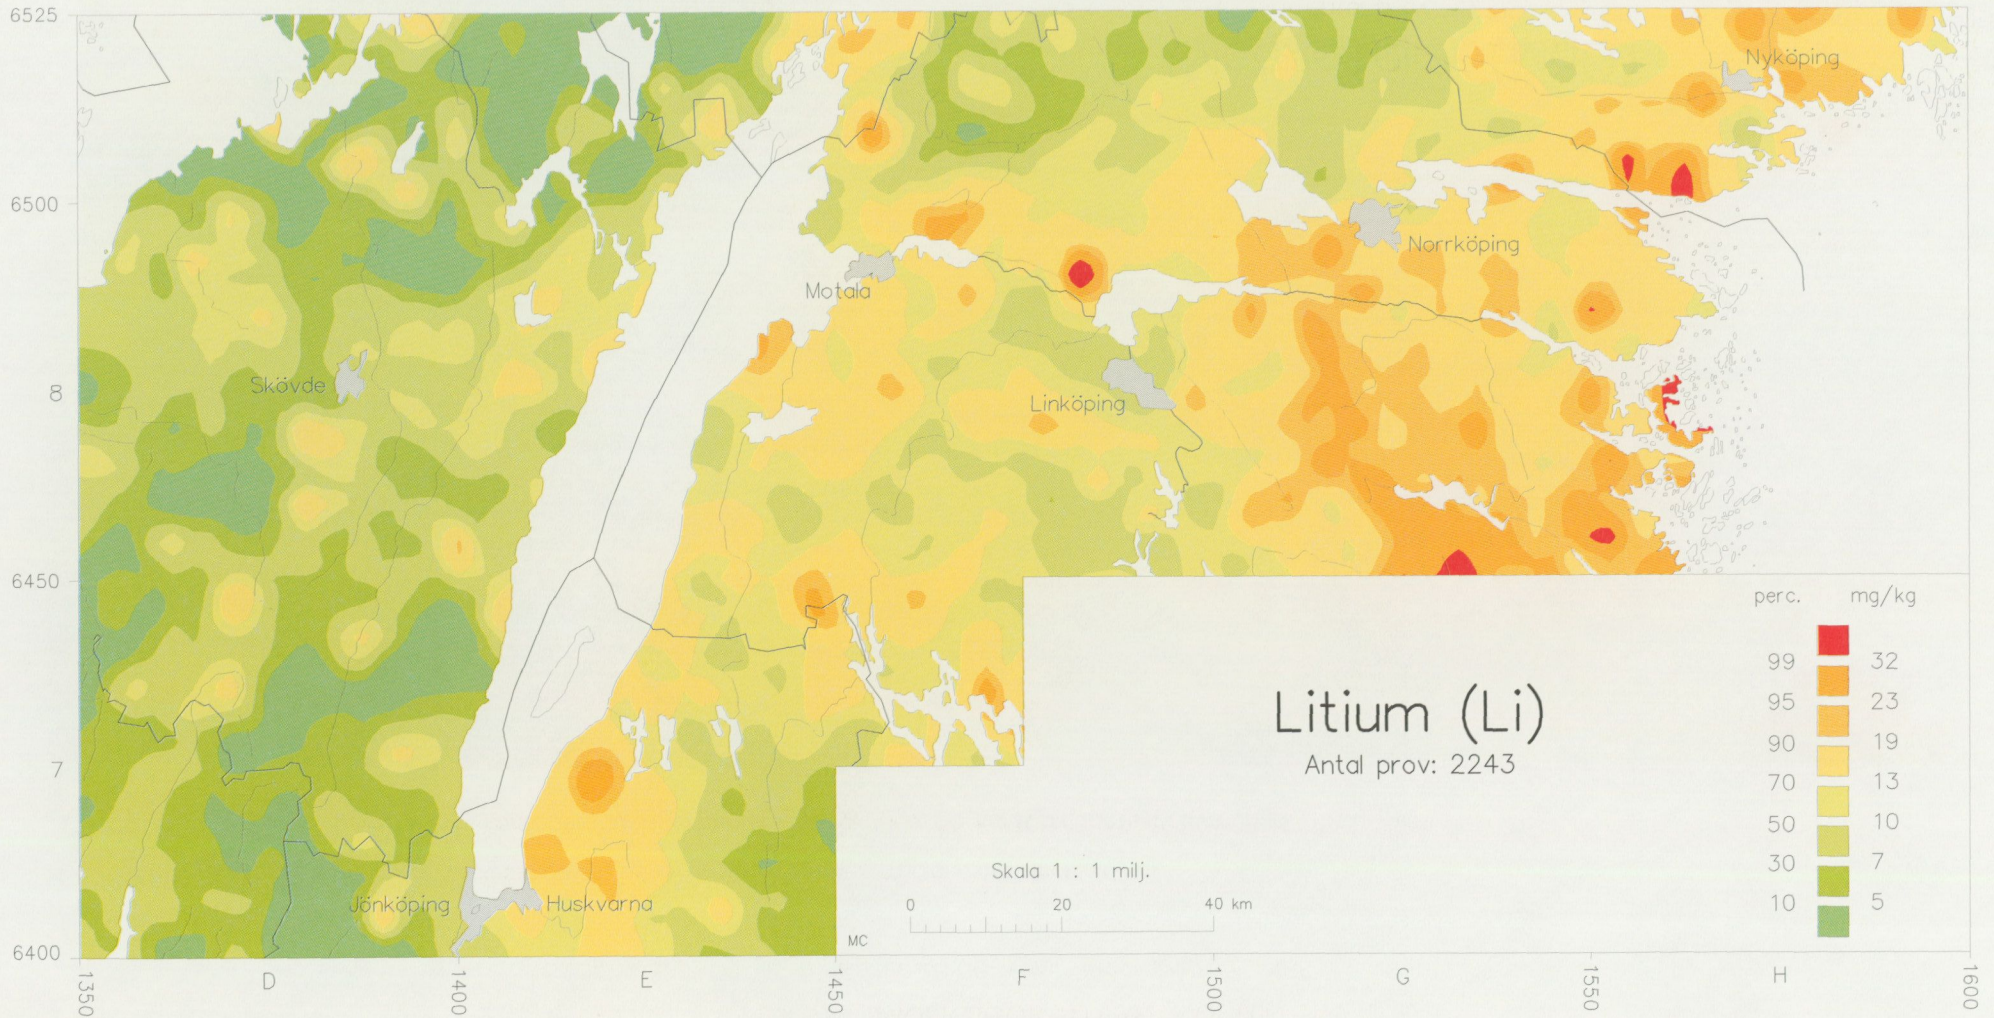 6525
Nyköping
6500
Norrköping
Motala
Skövde
8
Linköping
6450
perc. mg/kg
99 32
95 23
90 19
70 13
50 10
30 7
10 5
Litium (Li)
Antal prov: 2243
7
Skala 1 : 1 milj.
0 20 40 km
Jönköping
Huskvarna
MC
6400
1350 D 1400 E 1450 F 1500 G 1550 H 1600